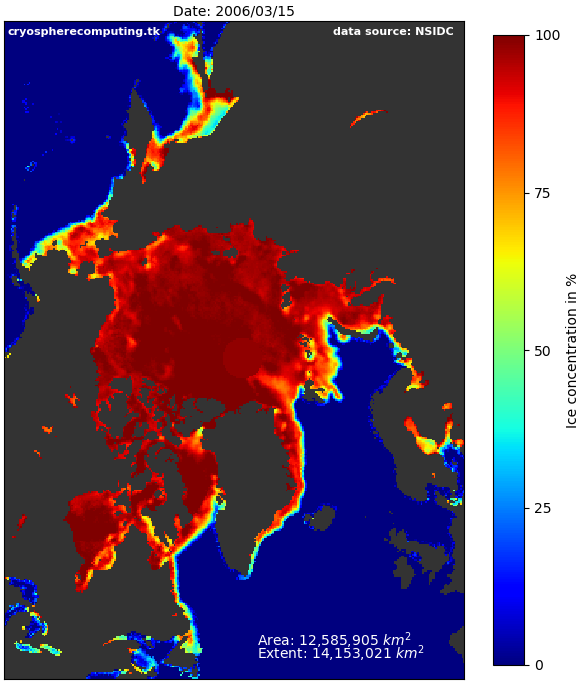 Date: 2006/03/15
cryospherecomputing.tk data source: NSIDC
100
75
50
25
0
Ice concentration in %
Area: 12,585,905 km²
Extent: 14,153,021 km²